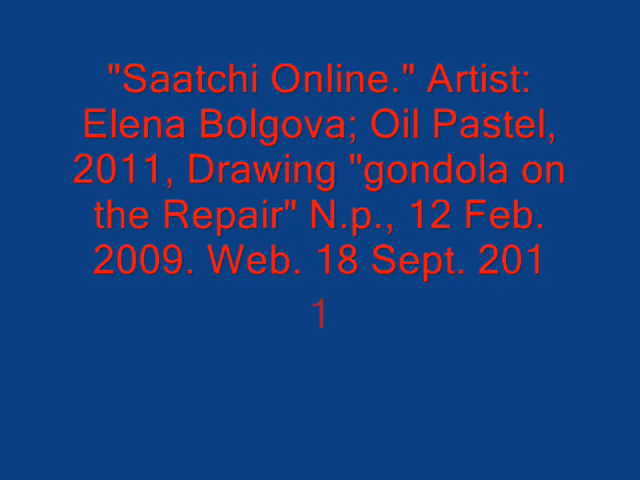 "Saatchi Online." Artist:
Elena Bolgova; Oil Pastel,
2011, Drawing "gondola on
the Repair" N.p., 12 Feb.
2009. Web. 18 Sept. 201
1